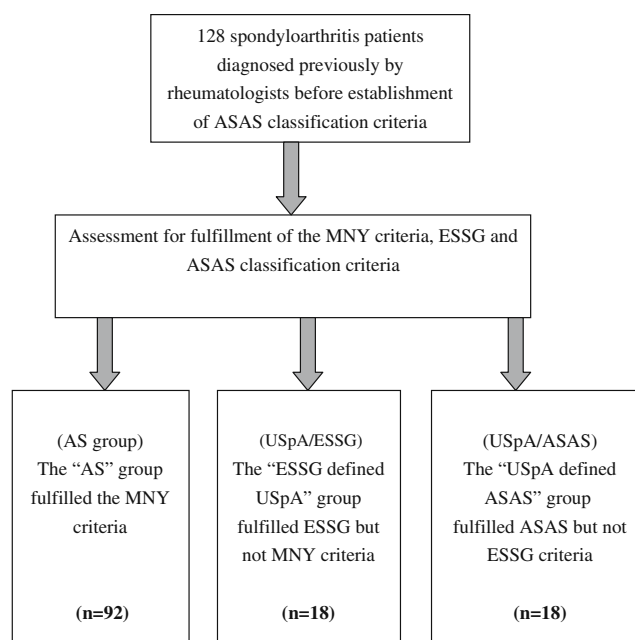 128 spondyloarthritis patients
diagnosed previously by
rheumatologists before establishment
of ASAS classification criteria
Assessment for fulfillment of the MNY criteria, ESSG and
ASAS classification criteria
(AS group)
The “AS” group
fulfilled the MNY
criteria
(n=92)
(USpA/ESSG)
The “ESSG defined
USpA” group
fulfilled ESSG but
not MNY criteria
(n=18)
(USpA/ASAS)
The “USpA defined
ASAS” group
fulfilled ASAS but not
ESSG criteria
(n=18)